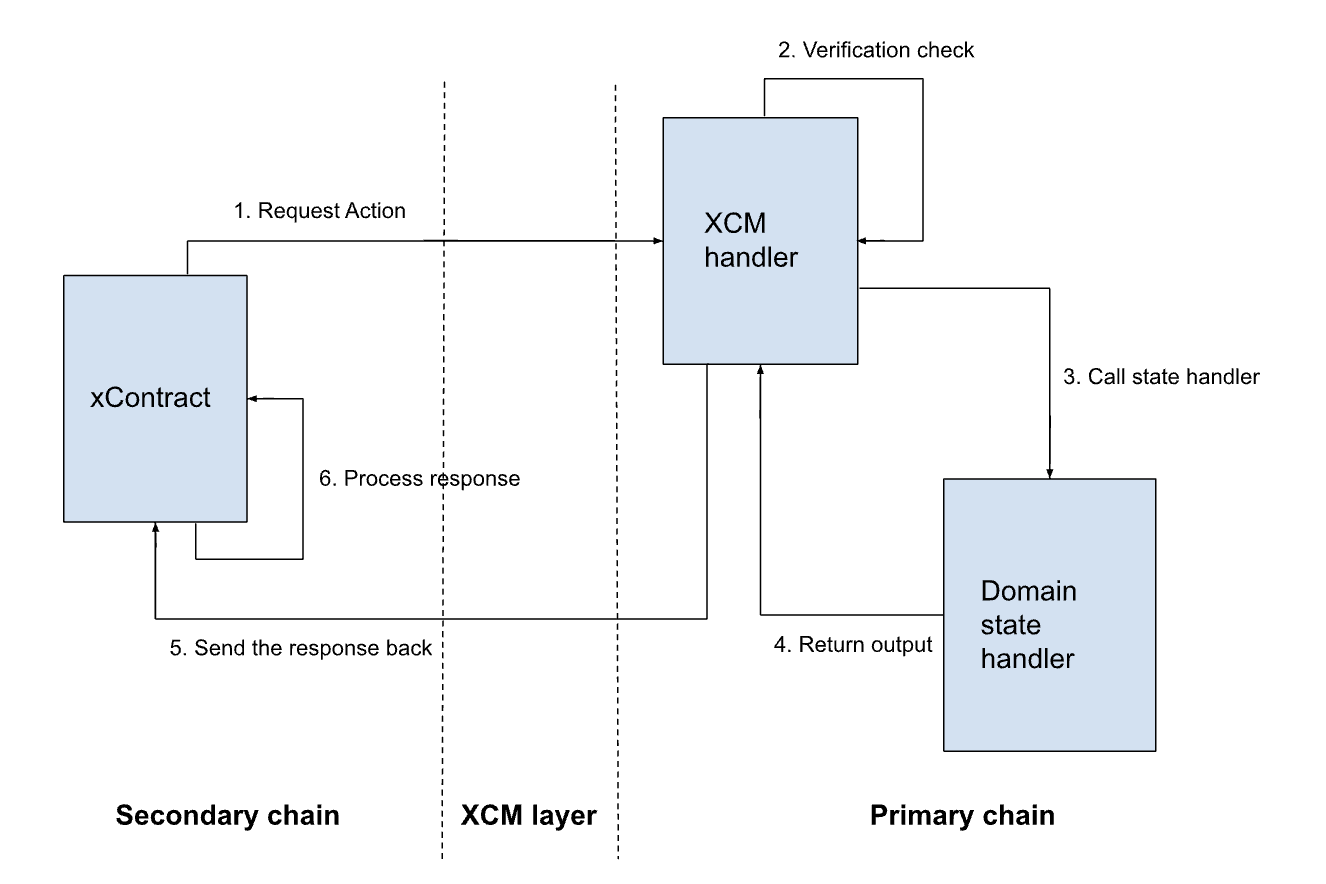 2. Verification check
1. Request Action
XCM
handler
3. Call state handler
xContract
6. Process response
Domain
state
handler
4. Return output
5. Send the response back
Secondary chain
XCM layer
Primary chain